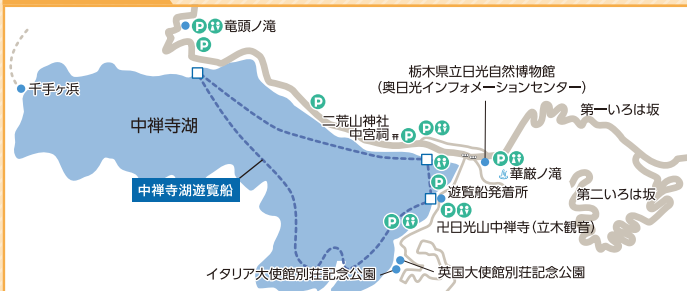 竜頭ノ滝
千手ヶ浜
中禅寺湖
中禅寺湖遊覧船
二荒山神社
中宮祠
栃木県立日光自然博物館
(奥日光インフォメーションセンター)
第一いろは坂
華厳ノ滝
第二いろは坂
遊覧船発着所
卍日光山中禅寺(立木観音)
イタリア大使館別荘記念公園
英国大使館別荘記念公園
P
P
P
P
P
P
P
P